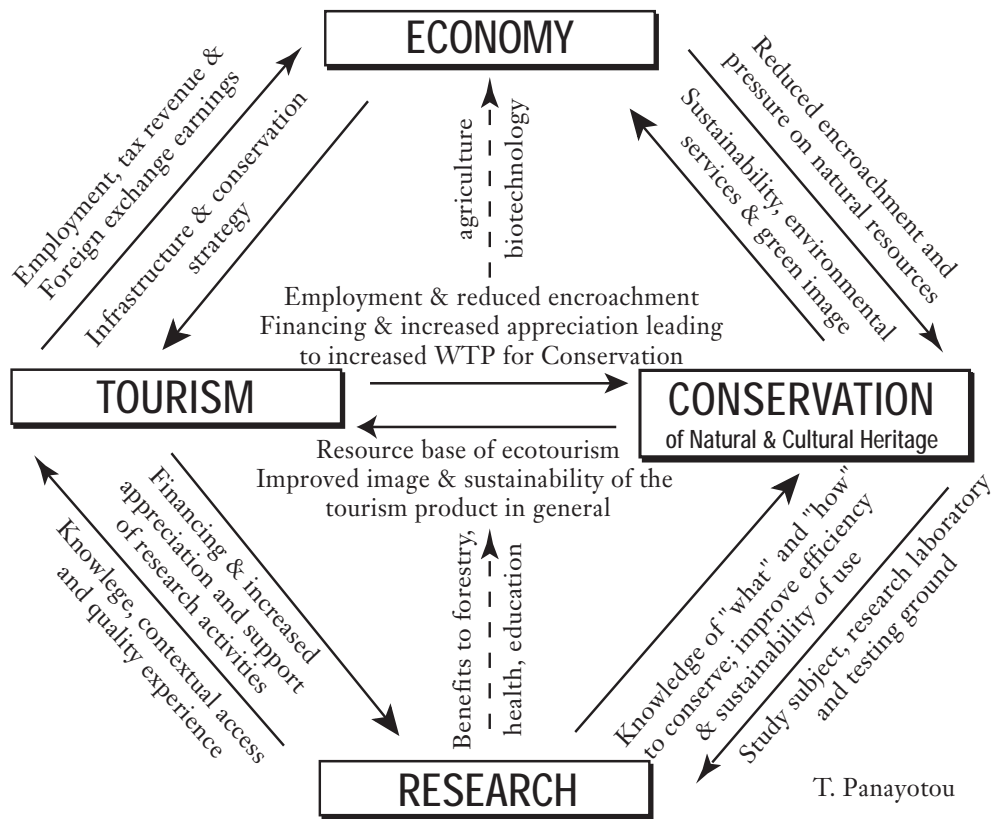 ECONOMY
Employment, tax revenue &
Foreign exchange earnings
Infrastructure & conservation
strategy
agriculture
biotechnology
Reduced encroachment and
pressure on natural resources
Sustainability, environmental
services & green image
Employment & reduced encroachment
Financing & increased appreciation leading
to increased WTP for Conservation
TOURISM
CONSERVATION
of Natural & Cultural Heritage
Resource base of ecotourism
Improved image & sustainability of the
tourism product in general
Financing & increased
appreciation and support
of research activities
Knowlege, contextual access
and quality experience
Benefits to forestry,
health, education
Knowledge of "what" and "how"
to conserve; improve efficiency
& sustainability of use
Study subject, research laboratory
and testing ground
RESEARCH
T. Panayotou